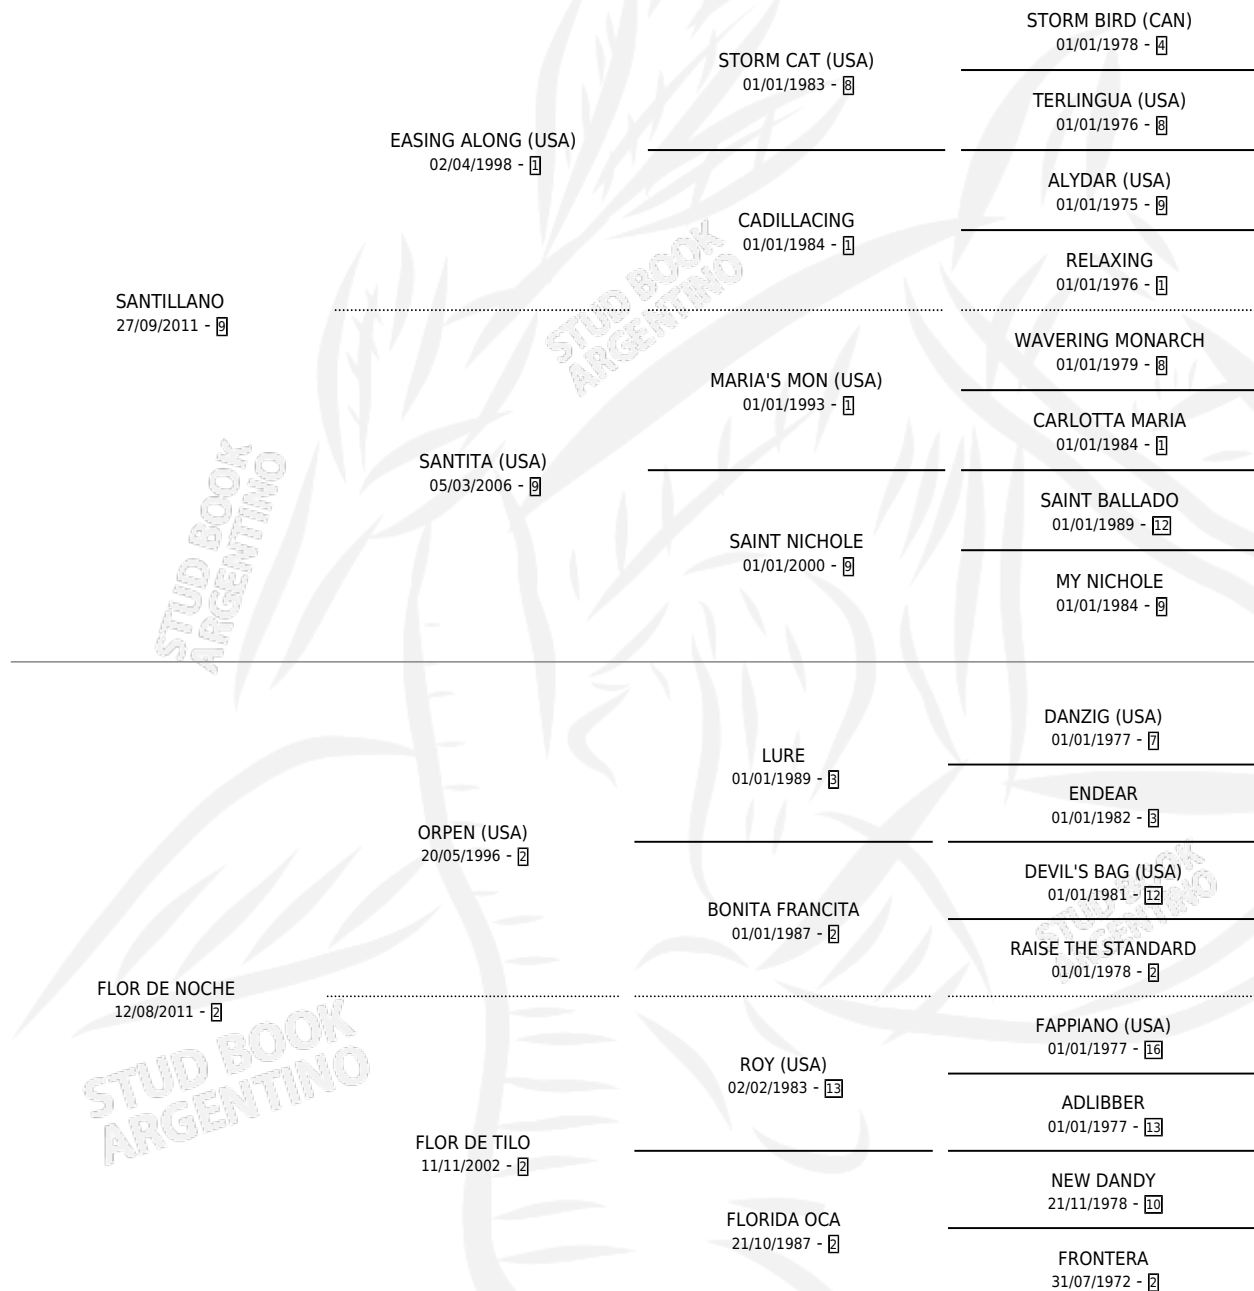 STORM BIRD (CAN)
01/01/1978 - 4
STORM CAT (USA)
01/01/1983 - 8
TERLINGUA (USA)
01/01/1976 - 8
EASING ALONG (USA)
02/04/1998 - 1
ALYDAR (USA)
01/01/1975 - 9
CADILLACING
01/01/1984 - 1
RELAXING
01/01/1976 - 1
SANTILLANO
27/09/2011 - 9
WAVERING MONARCH
01/01/1979 - 8
MARIA'S MON (USA)
01/01/1993 - 1
CARLOTTA MARIA
01/01/1984 - 1
SANTITA (USA)
05/03/2006 - 9
SAINT BALLADO
01/01/1989 - 12
SAINT NICHOLE
01/01/2000 - 9
MY NICHOLE
01/01/1984 - 9
DANZIG (USA)
01/01/1977 - 7
LURE
01/01/1989 - 3
ENDEAR
01/01/1982 - 3
ORPEN (USA)
20/05/1996 - 2
DEVIL'S BAG (USA)
01/01/1981 - 12
BONITA FRANCITA
01/01/1987 - 2
RAISE THE STANDARD
01/01/1978 - 2
FLOR DE NOCHE
12/08/2011 - 2
FAPPIANO (USA)
01/01/1977 - 16
ROY (USA)
02/02/1983 - 13
ADLIBBER
01/01/1977 - 13
FLOR DE TILO
11/11/2002 - 2
NEW DANDY
21/11/1978 - 10
FLORIDA OCA
21/10/1987 - 2
FRONTERA
31/07/1972 - 2
STUD BOOK
ARGENTINO
STUD BOOK
ARGENTINO
STUD BOOK
ARGENTINO
STUD BOOK
ARGENTINO